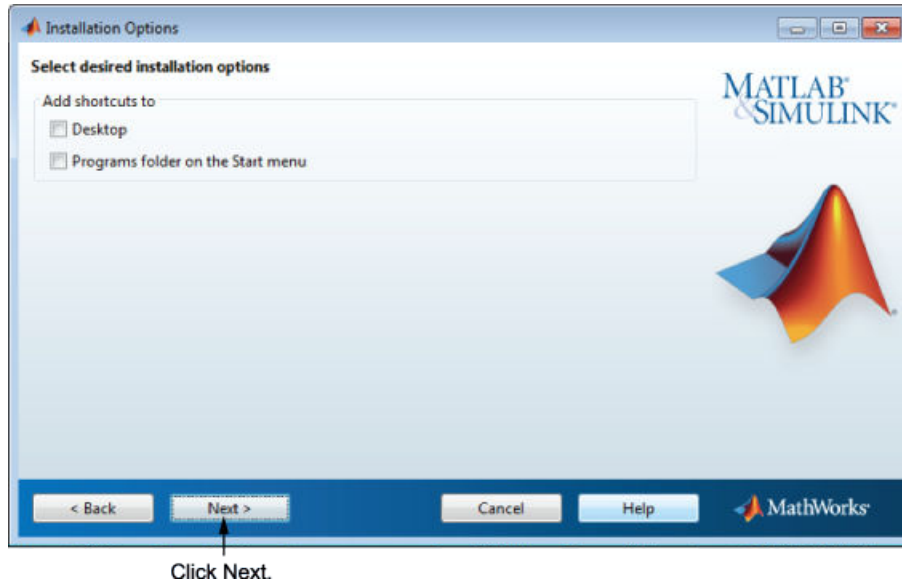 Installation Options
Select desired installation options
Add shortcuts to
Desktop
Programs folder on the Start menu
MATLAB®
&SIMULINK®
< Back
Next >
Cancel
Help
MathWorks®
Click Next.